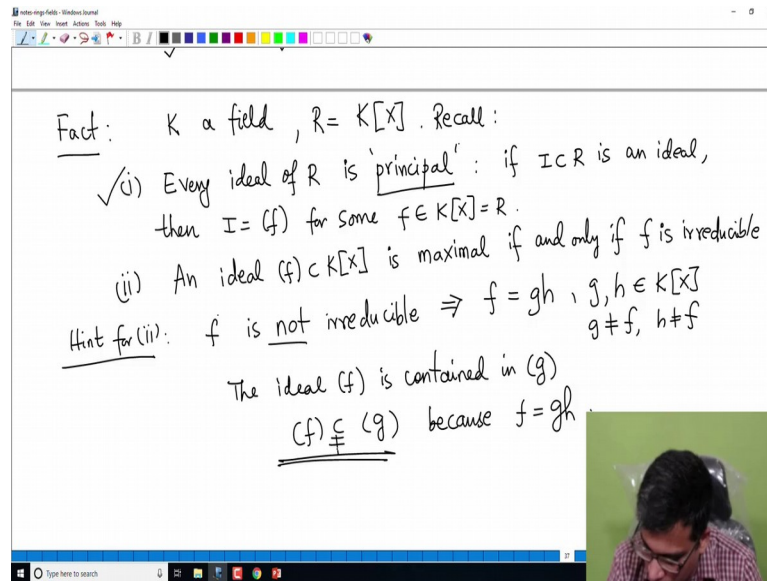 notes-rings-fields - Windows Journal
File Edit View Insert Actions Tools Help
Fact: K a field, R = K[X]. Recall:
✓(i) Every ideal of R is "principal": if I⊂R is an ideal,
then I = (f) for some f ∈ K[X] = R.
(ii) An ideal (f) ⊂ K[X] is maximal if and only if f is irreducible
Hint for (ii): f is not irreducible ⇒ f = gh, g, h ∈ K[X]
g ≠ f, h ≠ f
The ideal (f) is contained in (g)
(f) ⊊ (g) because f = gh.
37
Type here to search